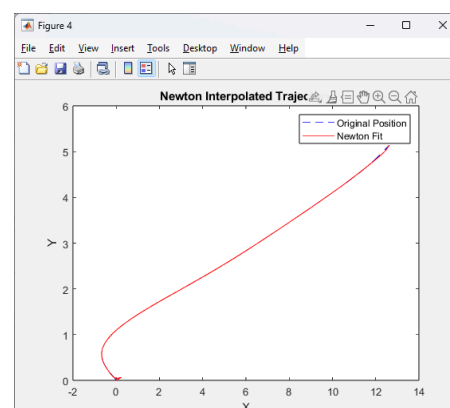 Figure 4
File Edit View Insert Tools Desktop Window Help
Newton Interpolated Trajec
Original Position
Newton Fit
6
5
4
3
2
1
0
Y
-2 0 2 4 6 8 10 12 14
X